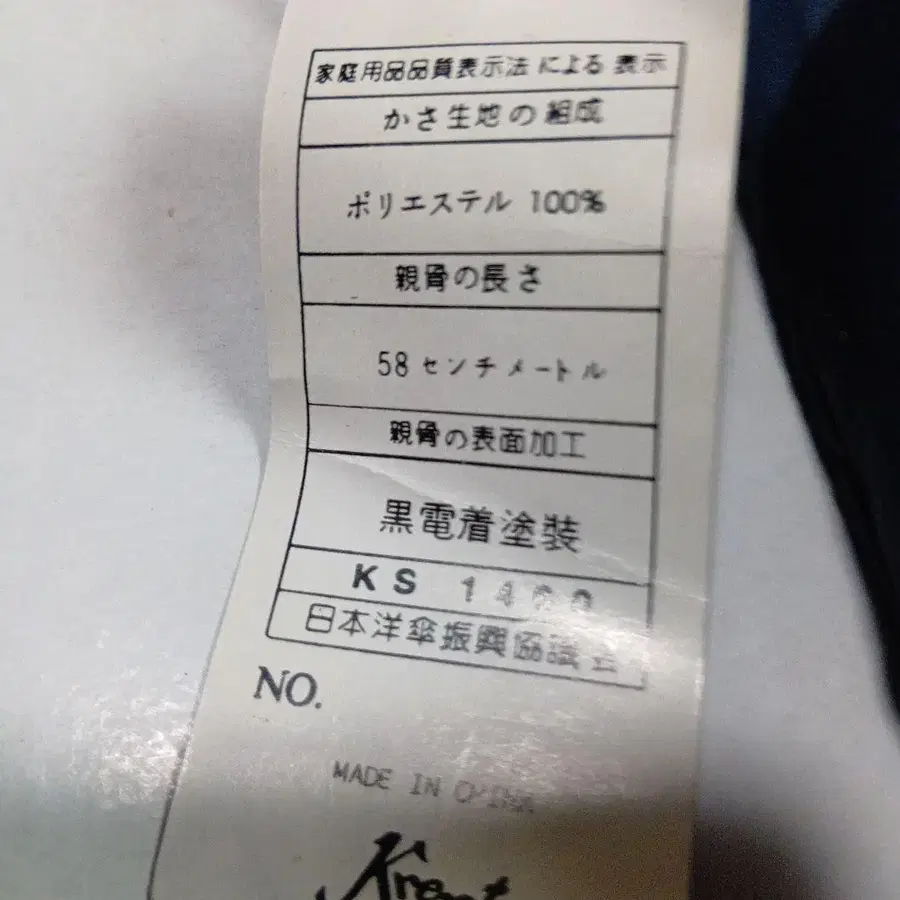 家庭用品品質表示法による 表示
かさ生地の組成
ポリエステル 100%
親骨の長さ
58センチメートル
親骨の表面加工
黒電着塗装
KS
日本洋傘振興協議会
NO.
MADE IN CHINA